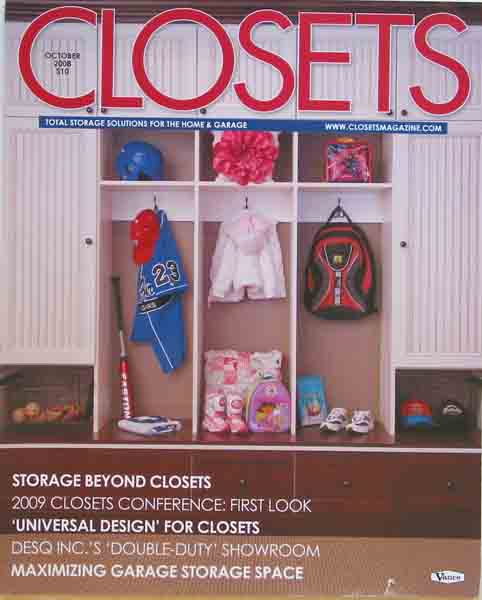 CLOSETS
OCTOBER
2008
$10
TOTAL STORAGE SOLUTIONS FOR THE HOME & GARAGE
WWW.CLOSETSMAGAZINE.COM
23
STORAGE BEYOND CLOSETS
2009 CLOSETS CONFERENCE: FIRST LOOK
'UNIVERSAL DESIGN' FOR CLOSETS
DESQ INC.'S 'DOUBLE-DUTY' SHOWROOM
MAXIMIZING GARAGE STORAGE SPACE
Vance